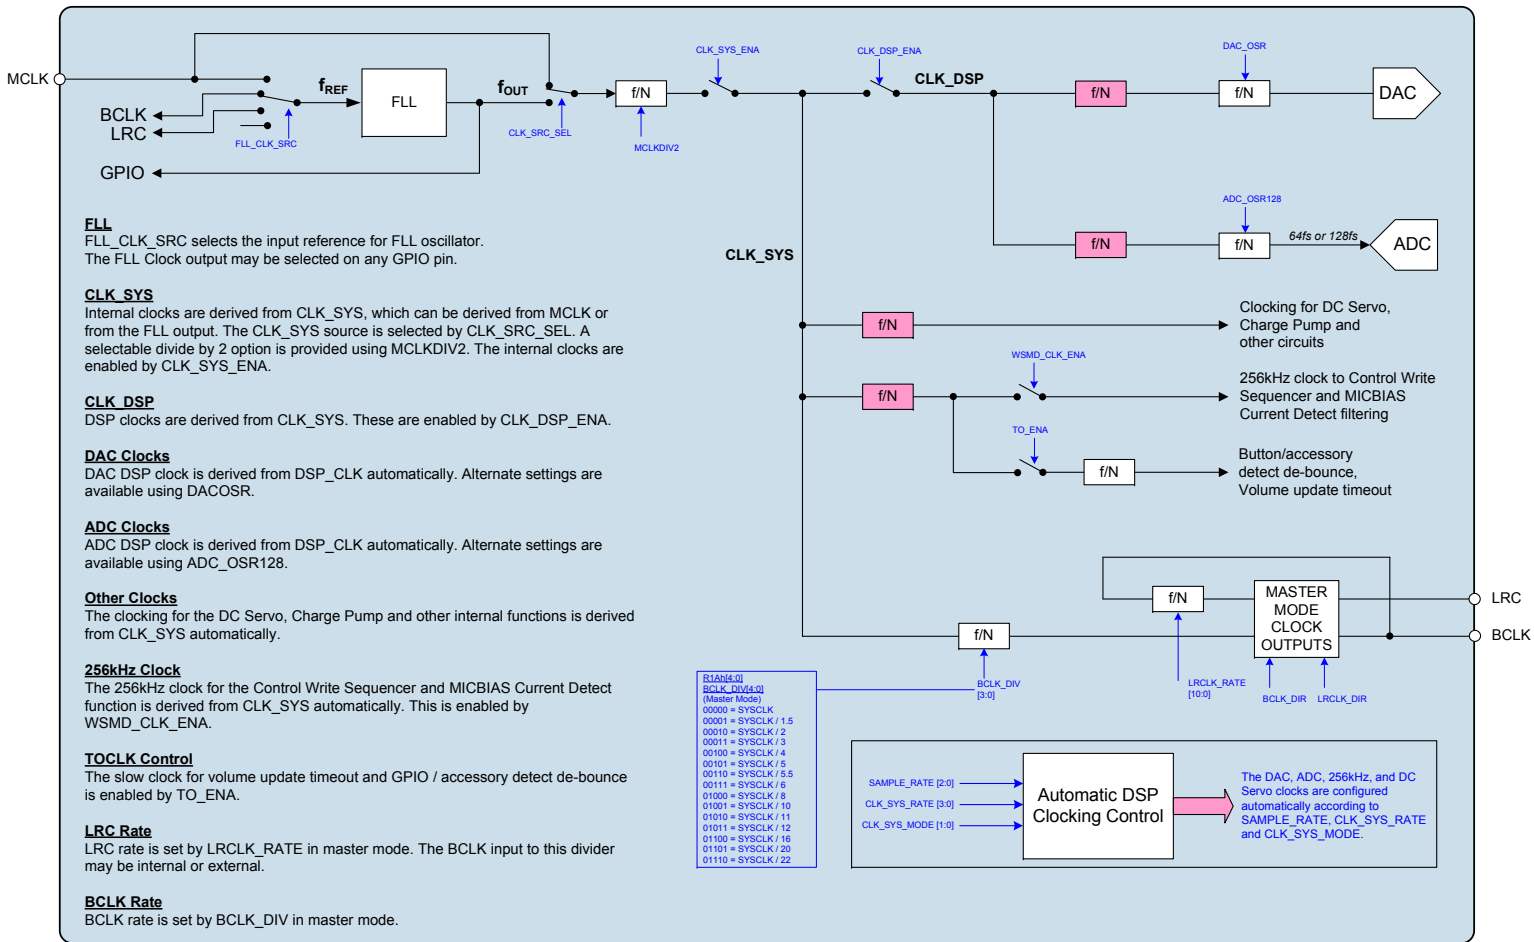 MCLK
BCLK
LRC
GPIO
FLL_CLK_SRC
fREF
FLL
fOUT
CLK_SRC_SEL
f/N
MCLKDIV2
CLK_SYS_ENA
CLK_DSP_ENA
CLK_DSP
f/N
DAC_OSR
f/N
DAC
ADC_OSR128
f/N
f/N
64fs or 128fs
ADC
CLK_SYS
f/N
Clocking for DC Servo,
Charge Pump and
other circuits
f/N
WSMD_CLK_ENA
256kHz clock to Control Write
Sequencer and MICBIAS
Current Detect filtering
TO_ENA
f/N
Button/accessory
detect de-bounce,
Volume update timeout
FLL
FLL_CLK_SRC selects the input reference for FLL oscillator.
The FLL Clock output may be selected on any GPIO pin.
CLK_SYS
Internal clocks are derived from CLK_SYS, which can be derived from MCLK or
from the FLL output. The CLK_SYS source is selected by CLK_SRC_SEL. A
selectable divide by 2 option is provided using MCLKDIV2. The internal clocks are
enabled by CLK_SYS_ENA.
CLK_DSP
DSP clocks are derived from CLK_SYS. These are enabled by CLK_DSP_ENA.
DAC Clocks
DAC DSP clock is derived from DSP_CLK automatically. Alternate settings are
available using DACOSR.
ADC Clocks
ADC DSP clock is derived from DSP_CLK automatically. Alternate settings are
available using ADC_OSR128.
Other Clocks
The clocking for the DC Servo, Charge Pump and other internal functions is derived
from CLK_SYS automatically.
256kHz Clock
The 256kHz clock for the Control Write Sequencer and MICBIAS Current Detect
function is derived from CLK_SYS automatically. This is enabled by
WSMD_CLK_ENA.
TOCLK Control
The slow clock for volume update timeout and GPIO / accessory detect de-bounce
is enabled by TO_ENA.
LRC Rate
LRC rate is set by LRCLK_RATE in master mode. The BCLK input to this divider
may be internal or external.
BCLK Rate
BCLK rate is set by BCLK_DIV in master mode.
f/N
MASTER
MODE
CLOCK
OUTPUTS
LRC
BCLK
f/N
BCLK_DIV
[3:0]
LRCLK_RATE
[10:0]
BCLK_DIR
LRCLK_DIR
R1Ah[4:0]
BCLK_DIV[4:0]
(Master Mode)
00000 = SYSCLK
00001 = SYSCLK / 1.5
00010 = SYSCLK / 2
00011 = SYSCLK / 3
00100 = SYSCLK / 4
00101 = SYSCLK / 5
00110 = SYSCLK / 5.5
00111 = SYSCLK / 6
01000 = SYSCLK / 8
01001 = SYSCLK / 10
01010 = SYSCLK / 11
01011 = SYSCLK / 12
01100 = SYSCLK / 16
01101 = SYSCLK / 20
01110 = SYSCLK / 22
SAMPLE_RATE [2:0]
CLK_SYS_RATE [3:0]
CLK_SYS_MODE [1:0]
Automatic DSP
Clocking Control
The DAC, ADC, 256kHz, and DC
Servo clocks are configured
automatically according to
SAMPLE_RATE, CLK_SYS_RATE
and CLK_SYS_MODE.